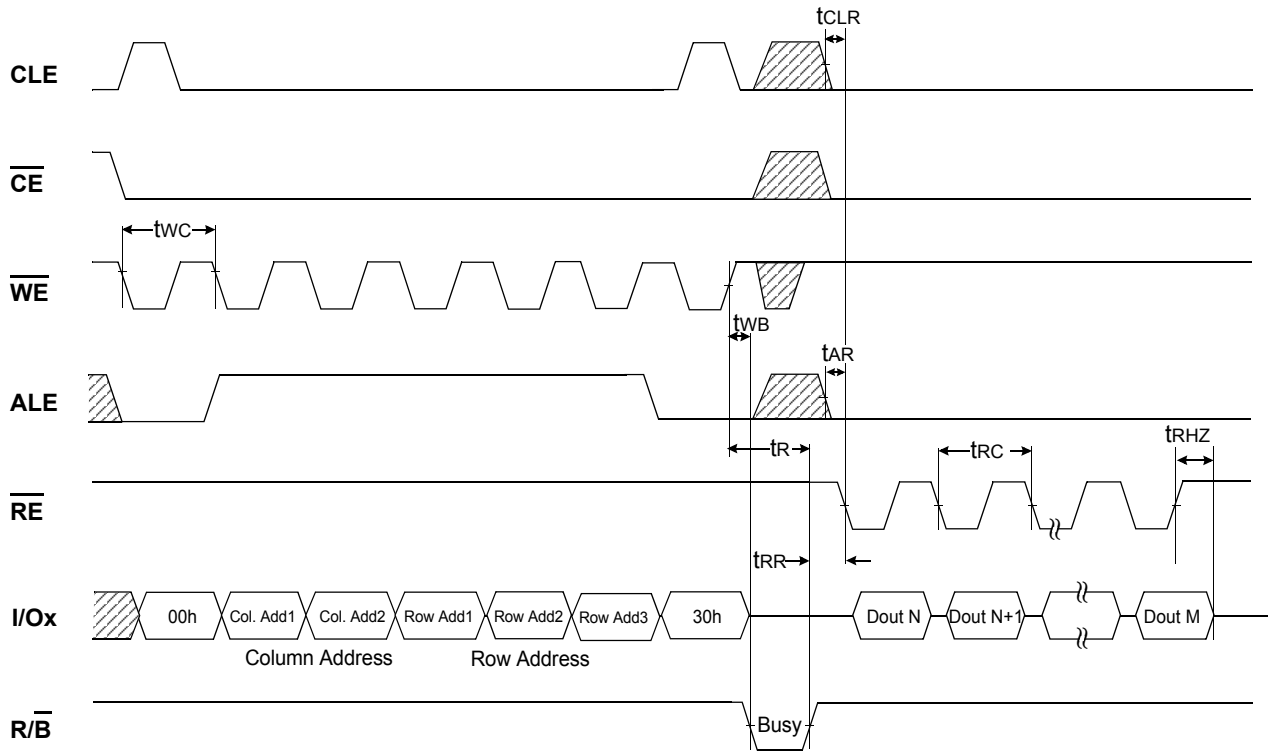 tCLR
CLE
CE
tWC
WE
tWB
tAR
ALE
tR
tRC
tRHZ
RE
tRR
I/Ox
00h
Col. Add1
Col. Add2
Row Add1
Row Add2
Row Add3
30h
Dout N
Dout N+1
Dout M
Column Address
Row Address
R/B
Busy